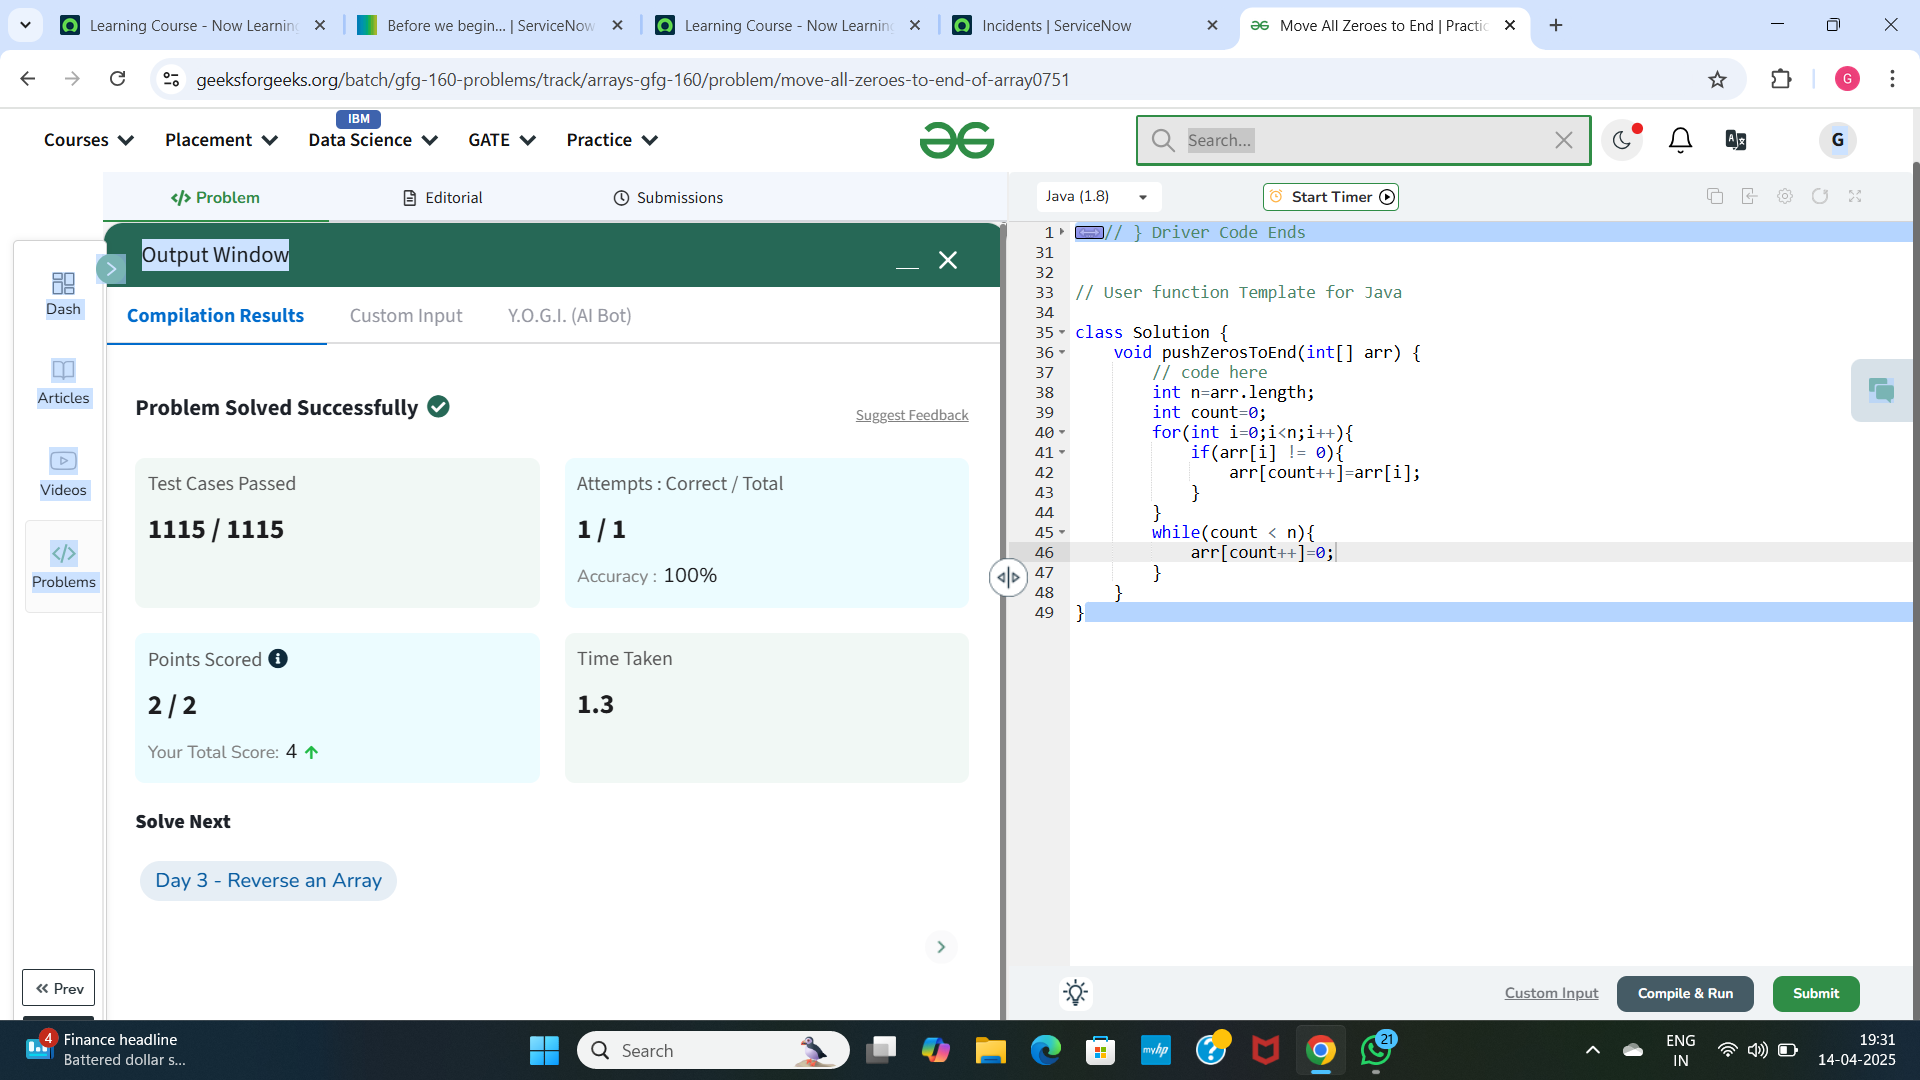 Learning Course - Now Learning
Before we begin... | ServiceNow
Learning Course - Now Learning
Incidents | ServiceNow
Move All Zeroes to End | Practic
geeksforgeeks.org/batch/gfg-160-problems/track/arrays-gfg-160/problem/move-all-zeroes-to-end-of-array0751
G
IBM
Courses
Placement
Data Science
GATE
Practice
Search...
G
</> Problem
Editorial
Submissions
Java (1.8)
Start Timer
Dash
Articles
Videos
Problems
Prev
Output Window
Compilation Results
Custom Input
Y.O.G.I. (AI Bot)
Problem Solved Successfully
Suggest Feedback
Test Cases Passed
1115 / 1115
Attempts : Correct / Total
1 / 1
Accuracy : 100%
Points Scored
2 / 2
Your Total Score: 4
Time Taken
1.3
Solve Next
Day 3 - Reverse an Array
1 // } Driver Code Ends
31
32
33 // User function Template for Java
34
35 class Solution {
36 void pushZerosToEnd(int[] arr) {
37 // code here
38 int n=arr.length;
39 int count=0;
40 for(int i=0;i<n;i++){
41 if(arr[i] != 0){
42 arr[count++]=arr[i];
43 }
44 }
45 while(count < n){
46 arr[count++]=0;
47 }
48 }
49 }
Custom Input
Compile & Run
Submit
4
Finance headline
Battered dollar s...
Search
myhp
21
ENG
IN
19:31
14-04-2025